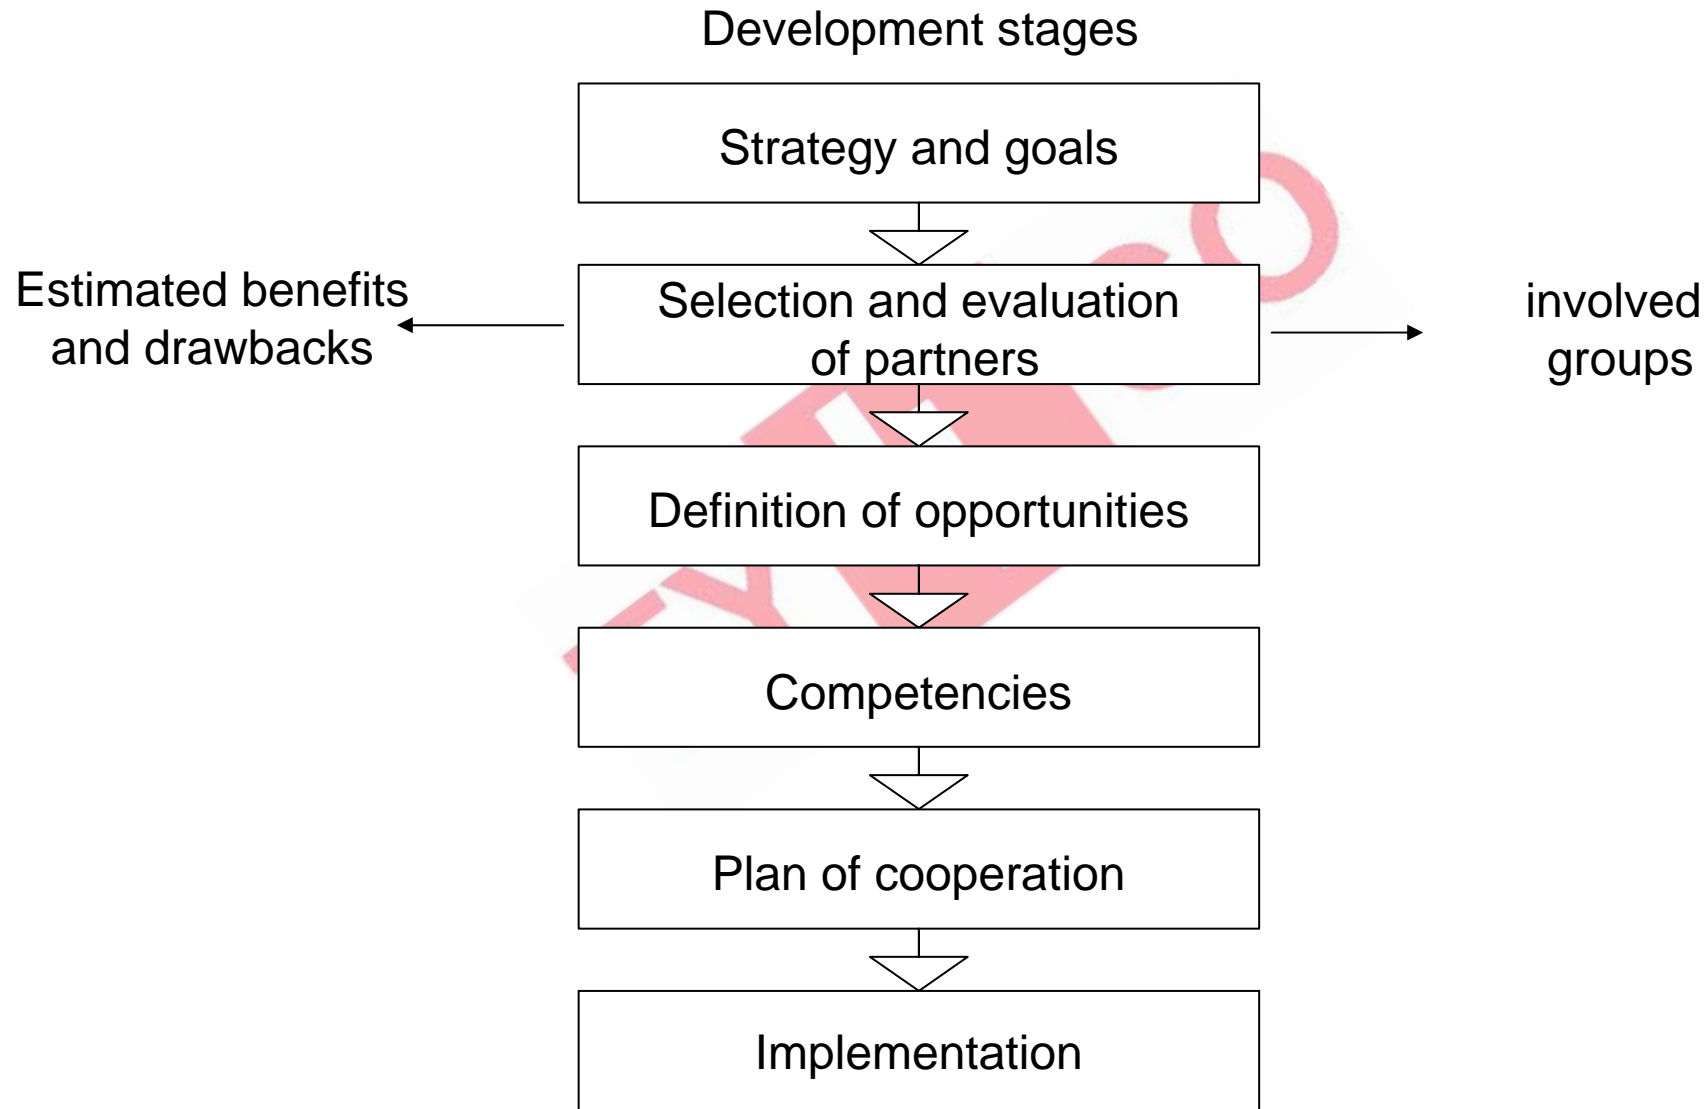 Development stages
Strategy and goals
Estimated benefits
and drawbacks
Selection and evaluation
of partners
involved
groups
Definition of opportunities
Competencies
Plan of cooperation
Implementation